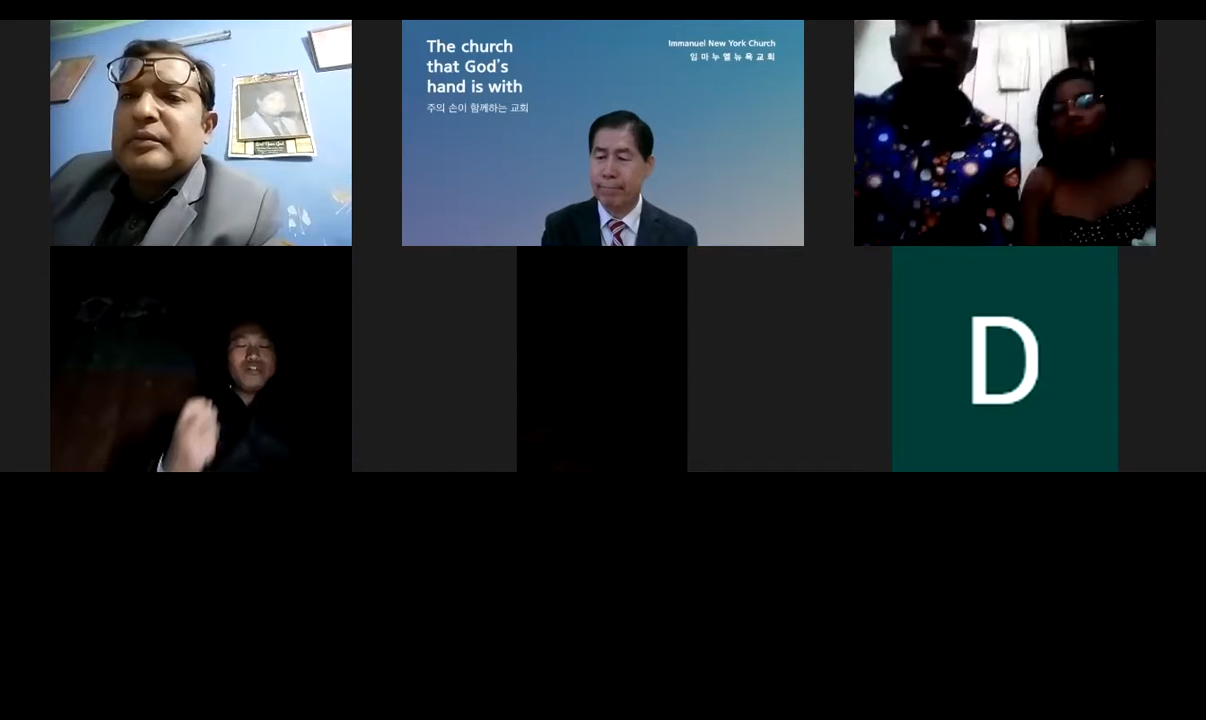 The church
that God's
hand is with
주의 손이 함께하는 교회
Immanuel New York Church
임마누엘뉴욕교회
D